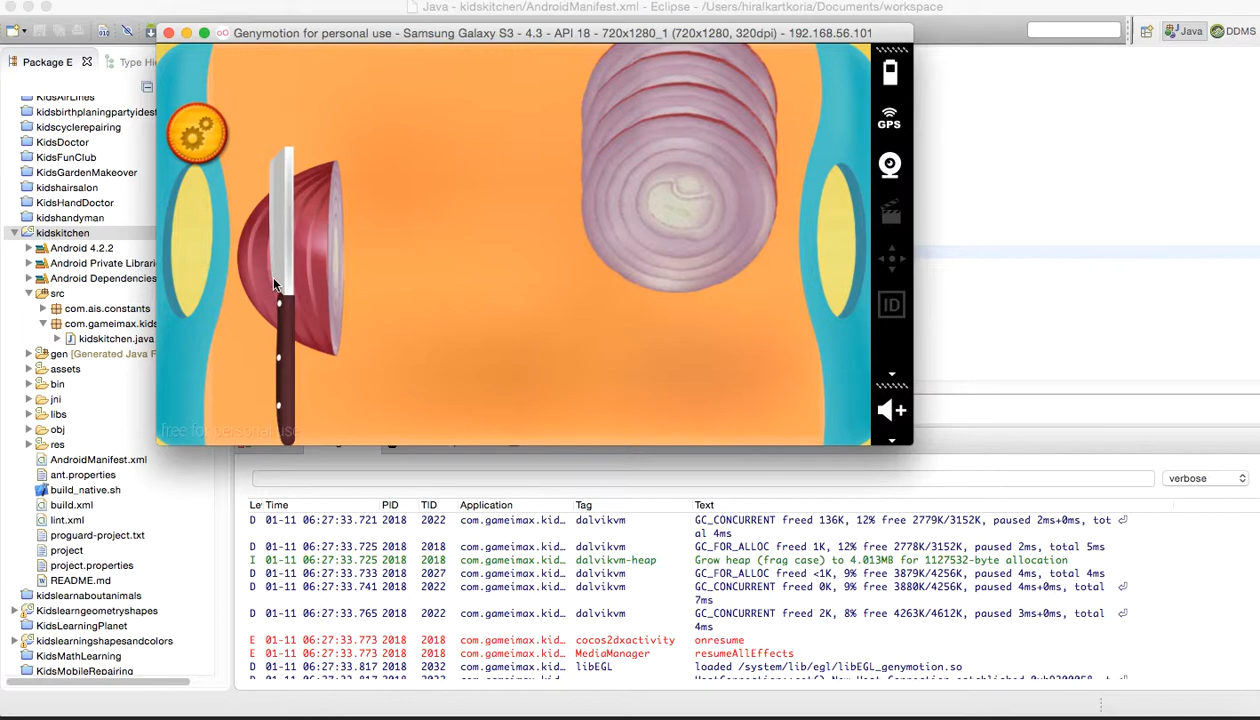 Java - kidskitchen/AndroidManifest.xml - Eclipse - /Users/hiralkartkoria/Documents/workspace
Genymotion for personal use - Samsung Galaxy S3 - 4.3 - API 18 - 720x1280_1 (720x1280, 320dpi) - 192.168.56.101
Java
DDMS
Package E
Type Hi
KidsAirLines
kidsbirthplaningpartyidest
kidscyclerepairing
KidsDoctor
KidsFunClub
KidsGardenMakeover
kidshairsalon
KidsHandDoctor
kidshandyman
kidskitchen
Android 4.2.2
Android Private Librari
Android Dependencies
src
com.ais.constants
com.gameimax.kids
kidskitchen.java
gen [Generated Java F
assets
bin
jni
libs
obj
res
AndroidManifest.xml
ant.properties
build_native.sh
build.xml
lint.xml
proguard-project.txt
project
project.properties
README.md
kidslearnaboutanimals
Kidslearngeometryshapes
KidsLearningPlanet
kidslearningshapesandcolors
KidsMathLearning
KidsMobileRepairing
GPS
ID
free for personal use
verbose
Le Time PID TID Application Tag Text
D 01-11 06:27:33.721 2018 2022 com.gameimax.kid… dalvikvm GC_CONCURRENT freed 136K, 12% free 2779K/3152K, paused 2ms+0ms, tot
al 4ms
D 01-11 06:27:33.725 2018 2018 com.gameimax.kid… dalvikvm GC_FOR_ALLOC freed 1K, 12% free 2778K/3152K, paused 2ms, total 5ms
I 01-11 06:27:33.725 2018 2018 com.gameimax.kid… dalvikvm-heap Grow heap (frag case) to 4.013MB for 1127532-byte allocation
D 01-11 06:27:33.733 2018 2027 com.gameimax.kid… dalvikvm GC_FOR_ALLOC freed <1K, 9% free 3879K/4256K, paused 4ms, total 4ms
D 01-11 06:27:33.741 2018 2022 com.gameimax.kid… dalvikvm GC_CONCURRENT freed 0K, 9% free 3880K/4256K, paused 4ms+0ms, total
7ms
D 01-11 06:27:33.765 2018 2022 com.gameimax.kid… dalvikvm GC_CONCURRENT freed 2K, 8% free 4263K/4612K, paused 3ms+0ms, total
4ms
E 01-11 06:27:33.773 2018 2018 com.gameimax.kid… cocos2dxactivity onresume
E 01-11 06:27:33.773 2018 2018 com.gameimax.kid… MediaManager resumeAllEffects
D 01-11 06:27:33.817 2018 2032 com.gameimax.kid… libEGL loaded /system/lib/egl/libEGL_genymotion.so